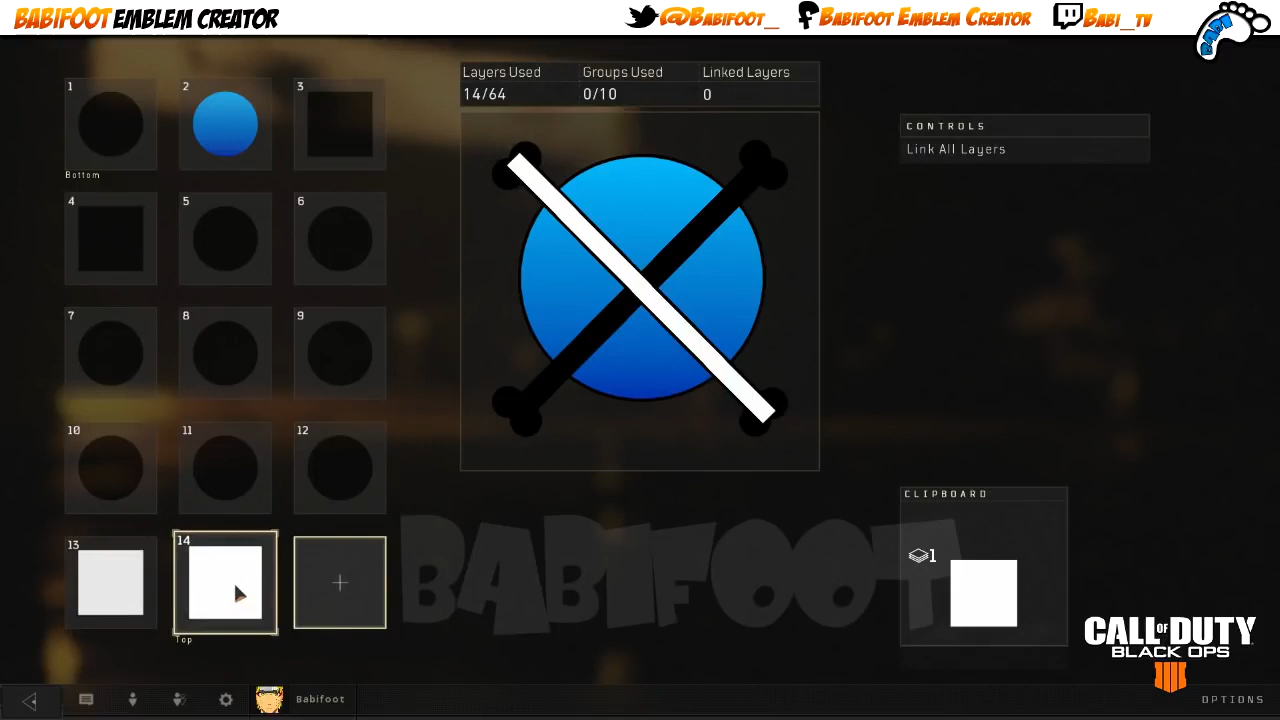 BABIFOOT EMBLEM CREATOR
@Babifoot_
Babifoot Emblem Creator
Babi_tv
BABI
Layers Used Groups Used Linked Layers
14/64 0/10 0
1 2 3
Bottom
4 5 6
7 8 9
10 11 12
13 14
Top
CONTROLS
Link All Layers
CLIPBOARD
1
BABIFOOT
CALL OF DUTY
BLACK OPS
IIII
Babifoot
OPTIONS